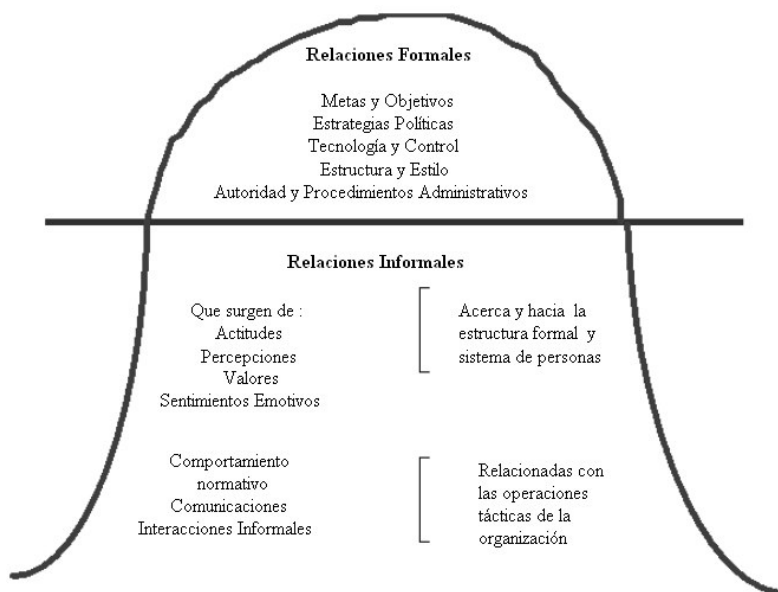 Relaciones Formales
Metas y Objetivos
Estrategias Políticas
Tecnología y Control
Estructura y Estilo
Autoridad y Procedimientos Administrativos
Relaciones Informales
Que surgen de :
Actitudes
Percepciones
Valores
Sentimientos Emotivos
Acerca y hacia la
estructura formal y
sistema de personas
Comportamiento
normativo
Comunicaciones
Interacciones Informales
Relacionadas con
las operaciones
tácticas de la
organización